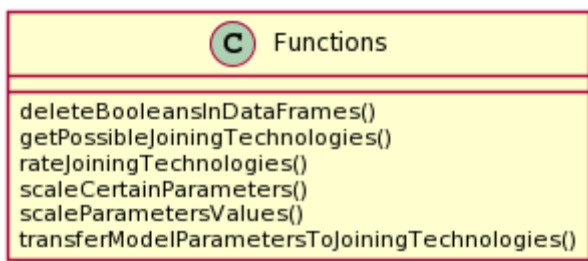 C Functions
deleteBooleansInDataFrames()
getPossibleJoiningTechnologies()
rateJoiningTechnologies()
scaleCertainParameters()
scaleParametersValues()
transferModelParametersToJoiningTechnologies()